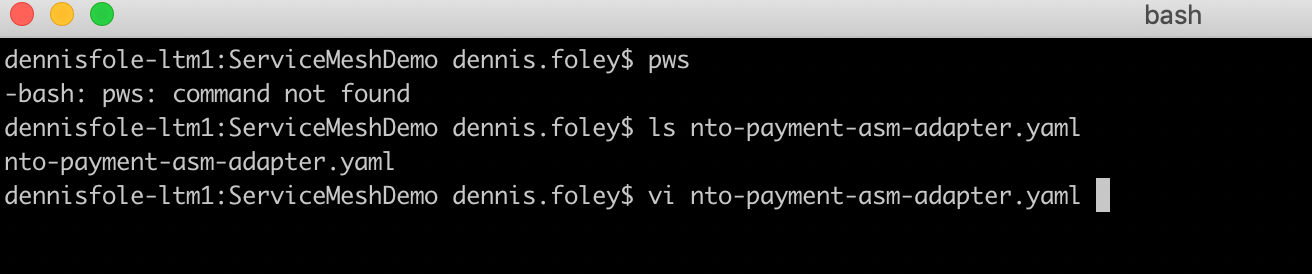 bash
dennisfole-ltm1:ServiceMeshDemo dennis.foley$ pws
-bash: pws: command not found
dennisfole-ltm1:ServiceMeshDemo dennis.foley$ ls nto-payment-asm-adapter.yaml
nto-payment-asm-adapter.yaml
dennisfole-ltm1:ServiceMeshDemo dennis.foley$ vi nto-payment-asm-adapter.yaml